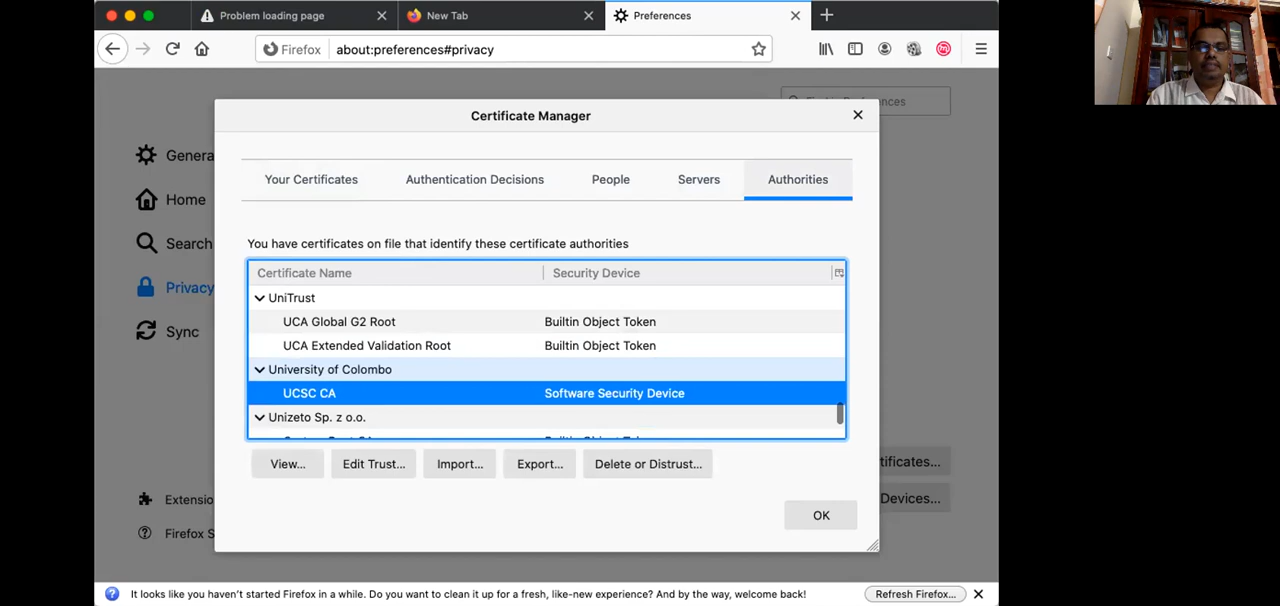 Problem loading page
New Tab
Preferences
Firefox
about:preferences#privacy
Certificate Manager
Genera
Home
Search
Privacy
Sync
Extensio
Firefox S
Your Certificates
Authentication Decisions
People
Servers
Authorities
You have certificates on file that identify these certificate authorities
Certificate Name
Security Device
UniTrust
UCA Global G2 Root
Builtin Object Token
UCA Extended Validation Root
Builtin Object Token
University of Colombo
UCSC CA
Software Security Device
Unizeto Sp. z o.o.
View...
Edit Trust...
Import...
Export...
Delete or Distrust...
OK
tificates...
Devices...
It looks like you haven't started Firefox in a while. Do you want to clean it up for a fresh, like-new experience? And by the way, welcome back!
Refresh Firefox...